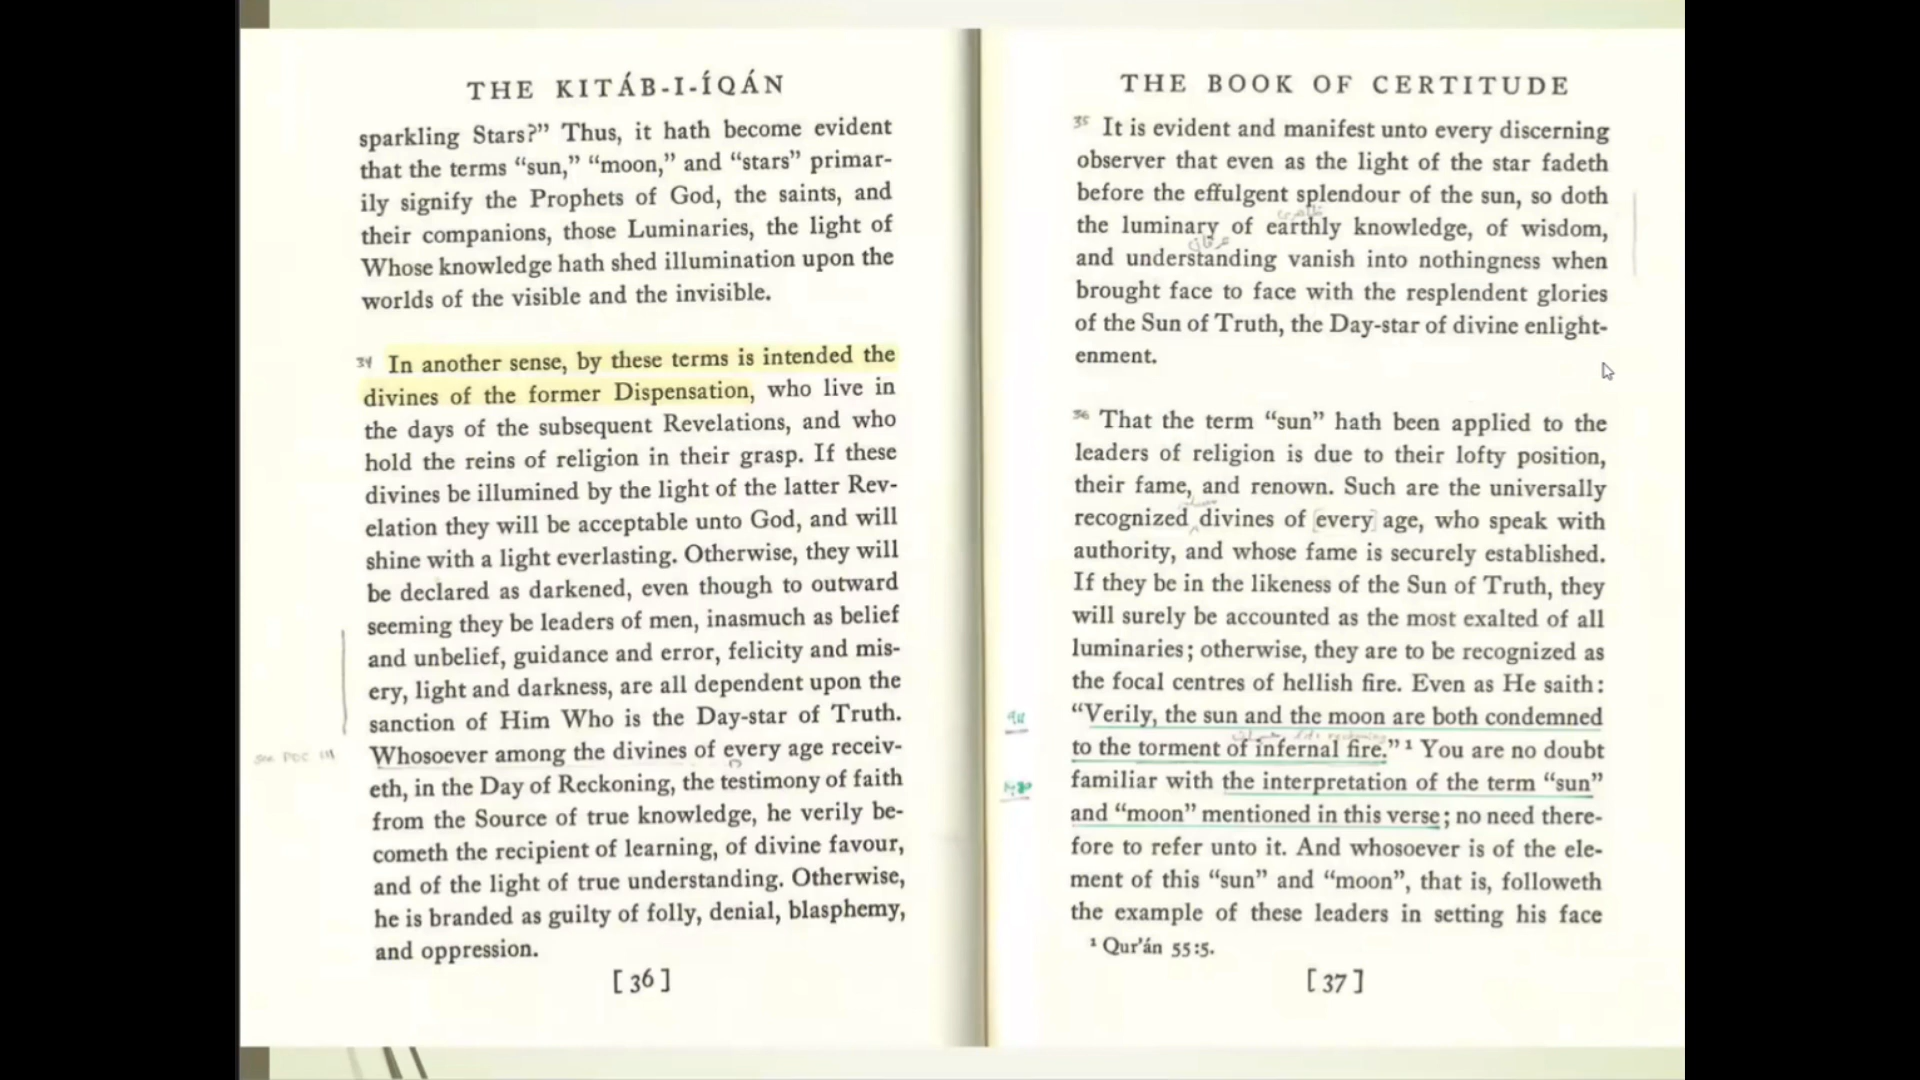 THE KITÁB-I-ÍQÁN
sparkling Stars?” Thus, it hath become evident
that the terms “sun,” “moon,” and “stars” primar-
ily signify the Prophets of God, the saints, and
their companions, those Luminaries, the light of
Whose knowledge hath shed illumination upon the
worlds of the visible and the invisible.
34 In another sense, by these terms is intended the
divines of the former Dispensation, who live in
the days of the subsequent Revelations, and who
hold the reins of religion in their grasp. If these
divines be illumined by the light of the latter Rev-
elation they will be acceptable unto God, and will
shine with a light everlasting. Otherwise, they will
be declared as darkened, even though to outward
seeming they be leaders of men, inasmuch as belief
and unbelief, guidance and error, felicity and mis-
ery, light and darkness, are all dependent upon the
sanction of Him Who is the Day-star of Truth.
Whosoever among the divines of every age receiv-
eth, in the Day of Reckoning, the testimony of faith
from the Source of true knowledge, he verily be-
cometh the recipient of learning, of divine favour,
and of the light of true understanding. Otherwise,
he is branded as guilty of folly, denial, blasphemy,
and oppression.
[ 36 ]
THE BOOK OF CERTITUDE
35 It is evident and manifest unto every discerning
observer that even as the light of the star fadeth
before the effulgent splendour of the sun, so doth
the luminary of earthly knowledge, of wisdom,
and understanding vanish into nothingness when
brought face to face with the resplendent glories
of the Sun of Truth, the Day-star of divine enlight-
enment.
36 That the term “sun” hath been applied to the
leaders of religion is due to their lofty position,
their fame, and renown. Such are the universally
recognized divines of [every] age, who speak with
authority, and whose fame is securely established.
If they be in the likeness of the Sun of Truth, they
will surely be accounted as the most exalted of all
luminaries; otherwise, they are to be recognized as
the focal centres of hellish fire. Even as He saith:
“Verily, the sun and the moon are both condemned
to the torment of infernal fire.” ¹ You are no doubt
familiar with the interpretation of the term “sun”
and “moon” mentioned in this verse; no need there-
fore to refer unto it. And whosoever is of the ele-
ment of this “sun” and “moon”, that is, followeth
the example of these leaders in setting his face
¹ Qur’án 55:5.
[ 37 ]